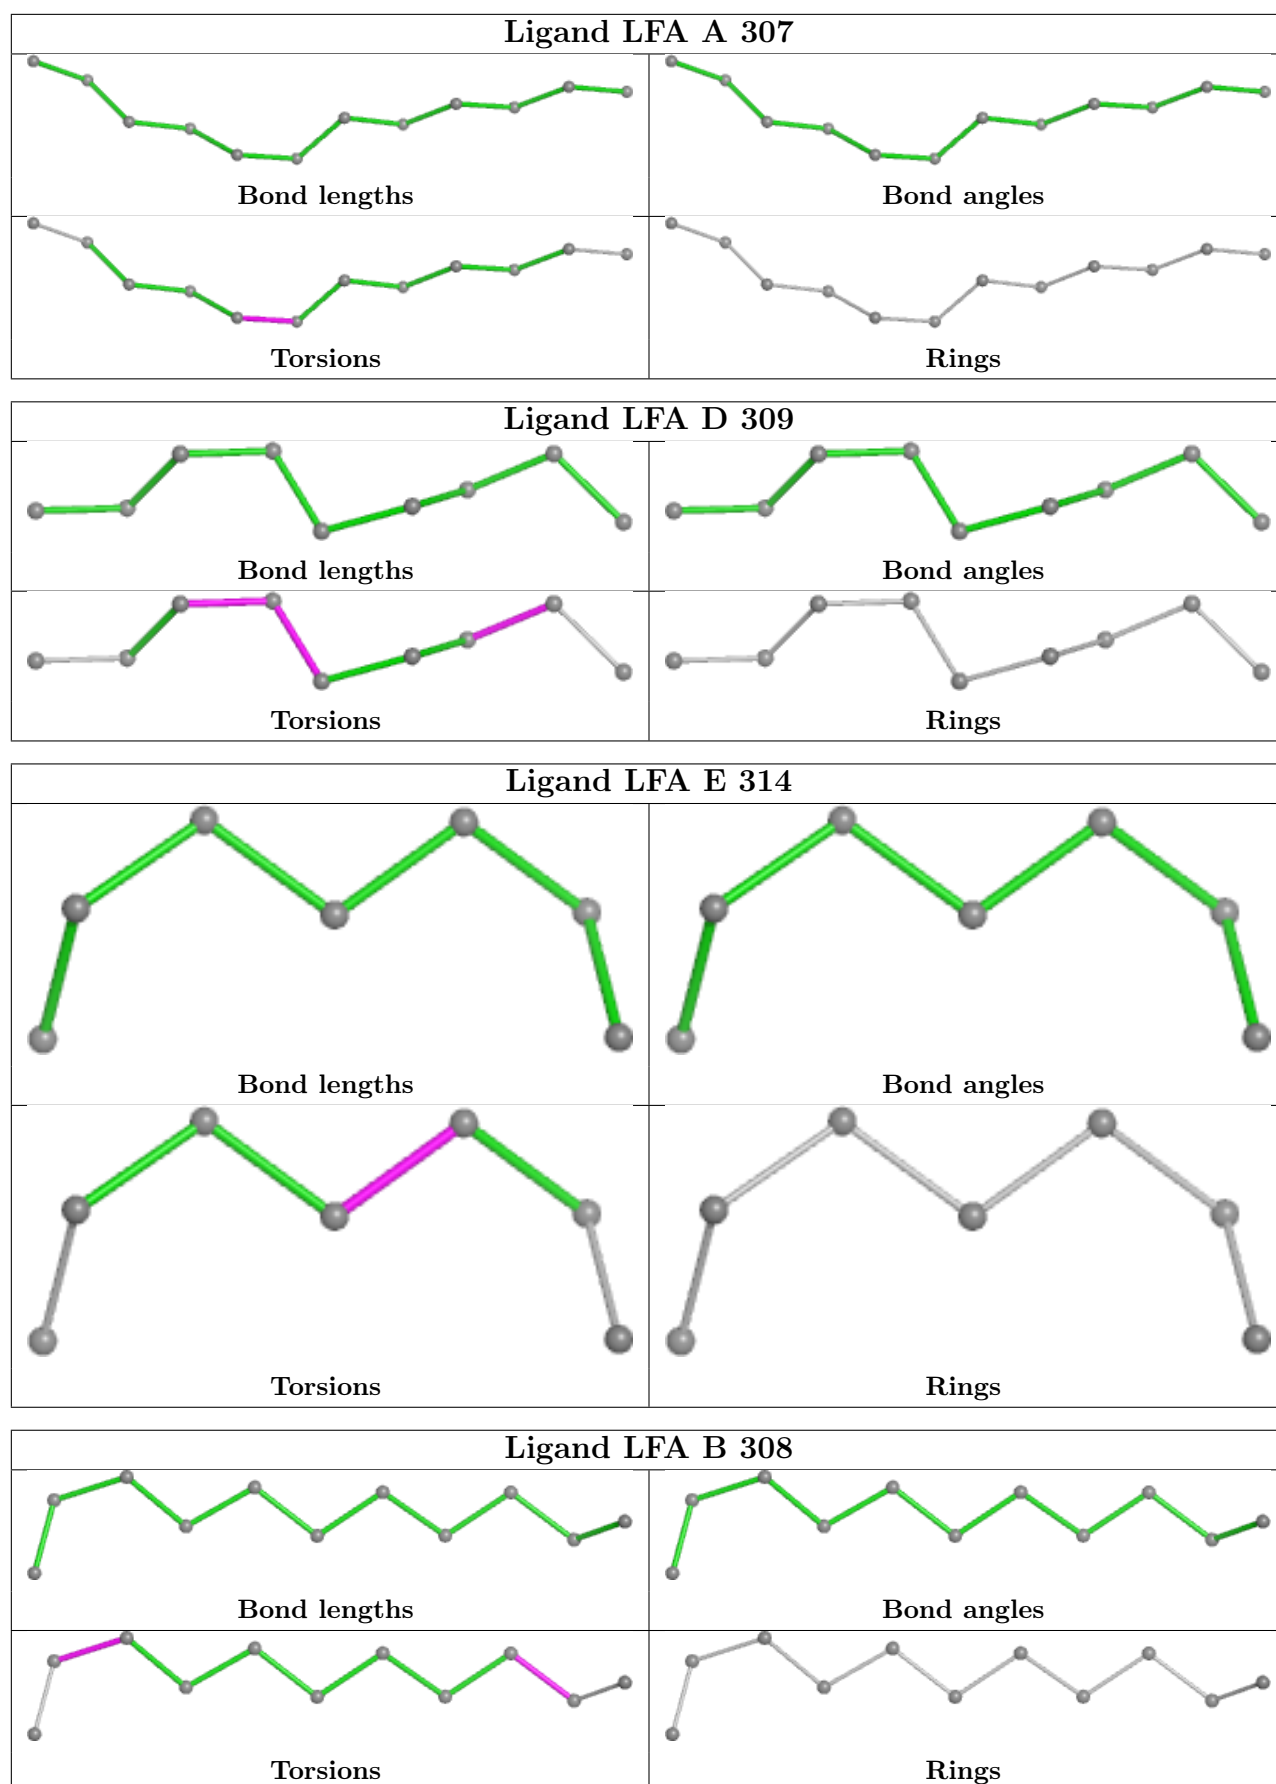 Ligand LFA A 307
Bond lengths
Bond angles
Torsions
Rings
Ligand LFA D 309
Bond lengths
Bond angles
Torsions
Rings
Ligand LFA E 314
Bond lengths
Bond angles
Torsions
Rings
Ligand LFA B 308
Bond lengths
Bond angles
Torsions
Rings